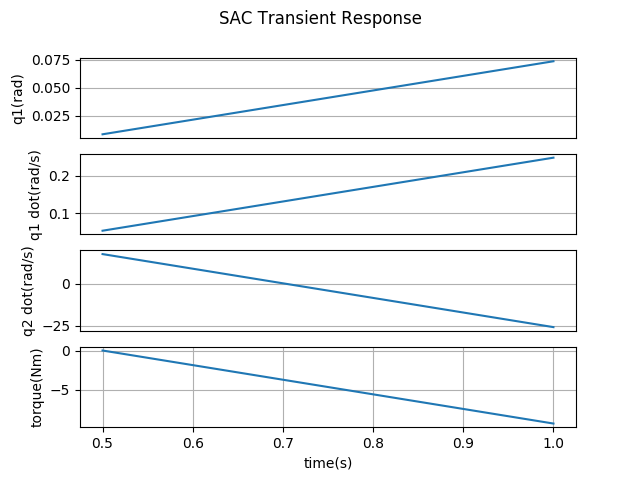 SAC Transient Response
0.075
0.050
0.025
q1(rad)
0.2
0.1
q1 dot(rad/s)
0
−25
q2 dot(rad/s)
0
−5
torque(Nm)
0.5 0.6 0.7 0.8 0.9 1.0
time(s)